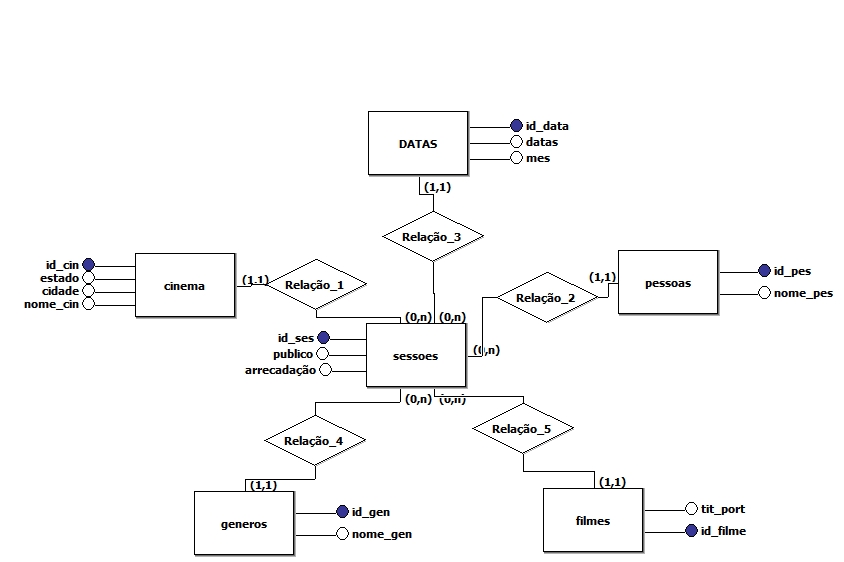 DATAS
id_data
datas
mes
(1,1)
Relação_3
cinema
id_cin
estado
cidade
nome_cin
(1,1)
Relação_1
pessoas
id_pes
nome_pes
(1,1)
Relação_2
(0,n) (0,n)
(0,n)
sessoes
id_ses
publico
arrecadação
(0,n) (0,n)
Relação_4
Relação_5
(1,1)
(1,1)
generos
id_gen
nome_gen
filmes
tit_port
id_filme